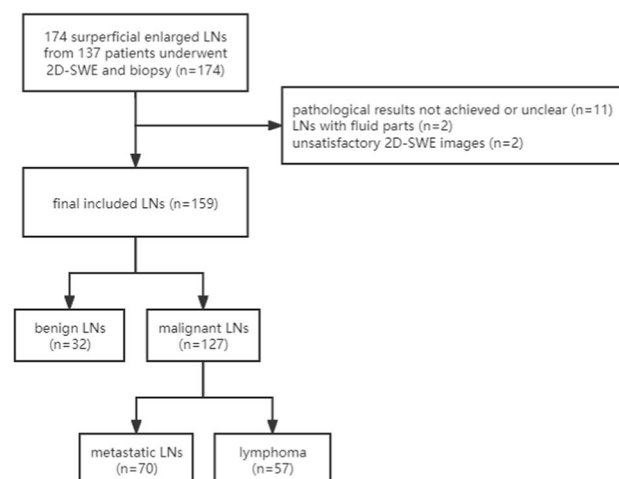 174 surperficial enlarged LNs
from 137 patients underwent
2D-SWE and biopsy (n=174)
pathological results not achieved or unclear (n=11)
LNs with fluid parts (n=2)
unsatisfactory 2D-SWE images (n=2)
final included LNs (n=159)
benign LNs
(n=32)
malignant LNs
(n=127)
metastatic LNs
(n=70)
lymphoma
(n=57)